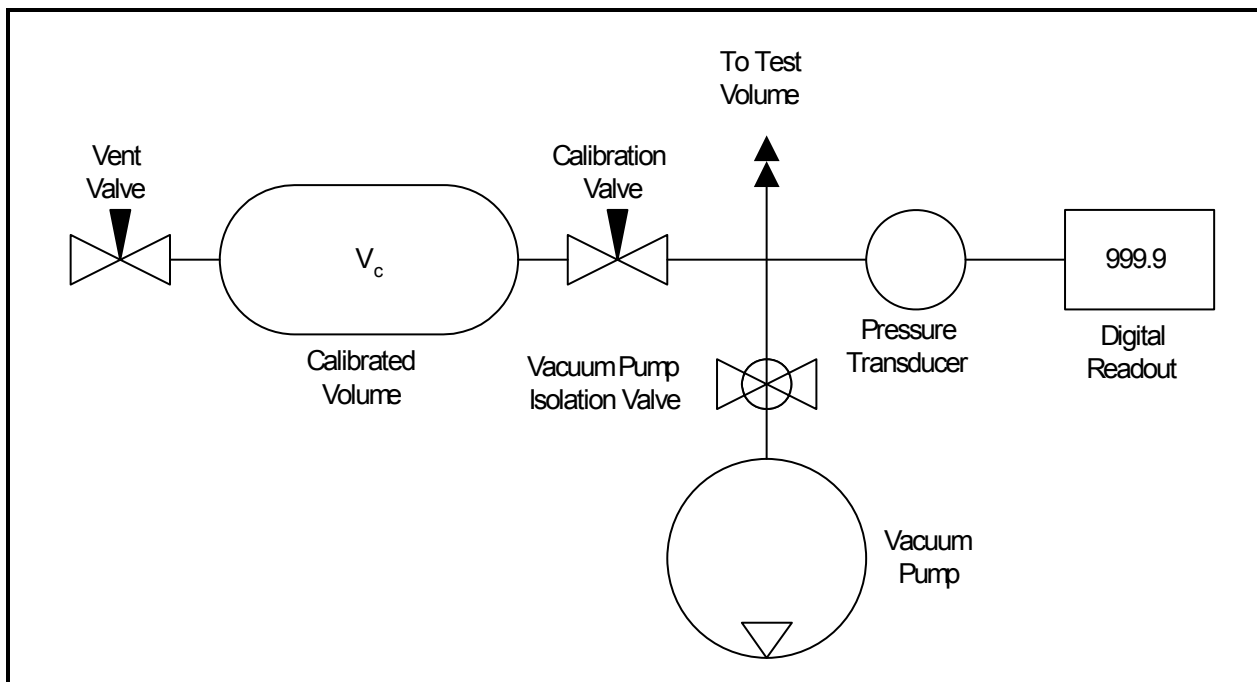 To Test
Volume
Vent
Valve
Calibration
Valve
Vc
999.9
Calibrated
Volume
Vacuum Pump
Isolation Valve
Pressure
Transducer
Digital
Readout
Vacuum
Pump